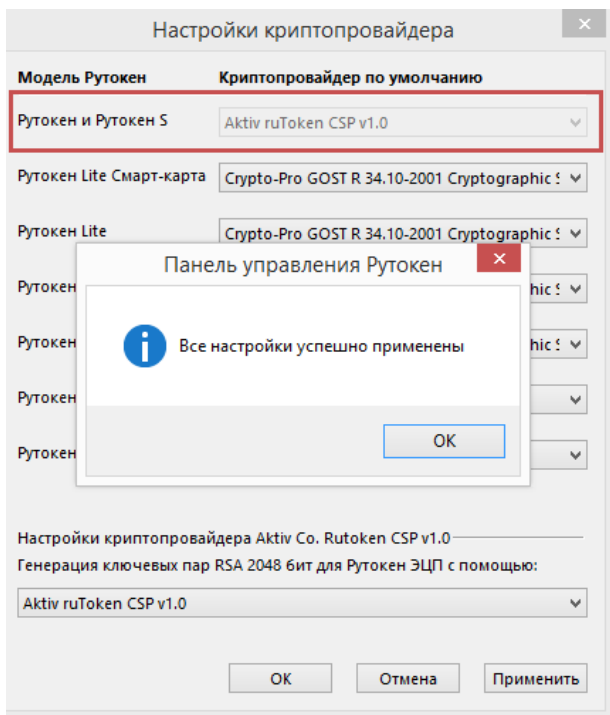 Настройки криптопровайдера
Модель Рутокен Криптопровайдер по умолчанию
Рутокен и Рутокен S Aktiv ruToken CSP v1.0
Рутокен Lite Смарт-карта Crypto-Pro GOST R 34.10-2001 Cryptographic
Рутокен Lite Crypto-Pro GOST R 34.10-2001 Cryptographic
Панель управления Рутокен
Рутокен
Все настройки успешно применены
Рутокен
Рутокен
OK
Рутокен
Настройки криптопровайдера Aktiv Co. Rutoken CSP v1.0
Генерация ключевых пар RSA 2048 бит для Рутокен ЭЦП с помощью:
Aktiv ruToken CSP v1.0
OK Отмена Применить